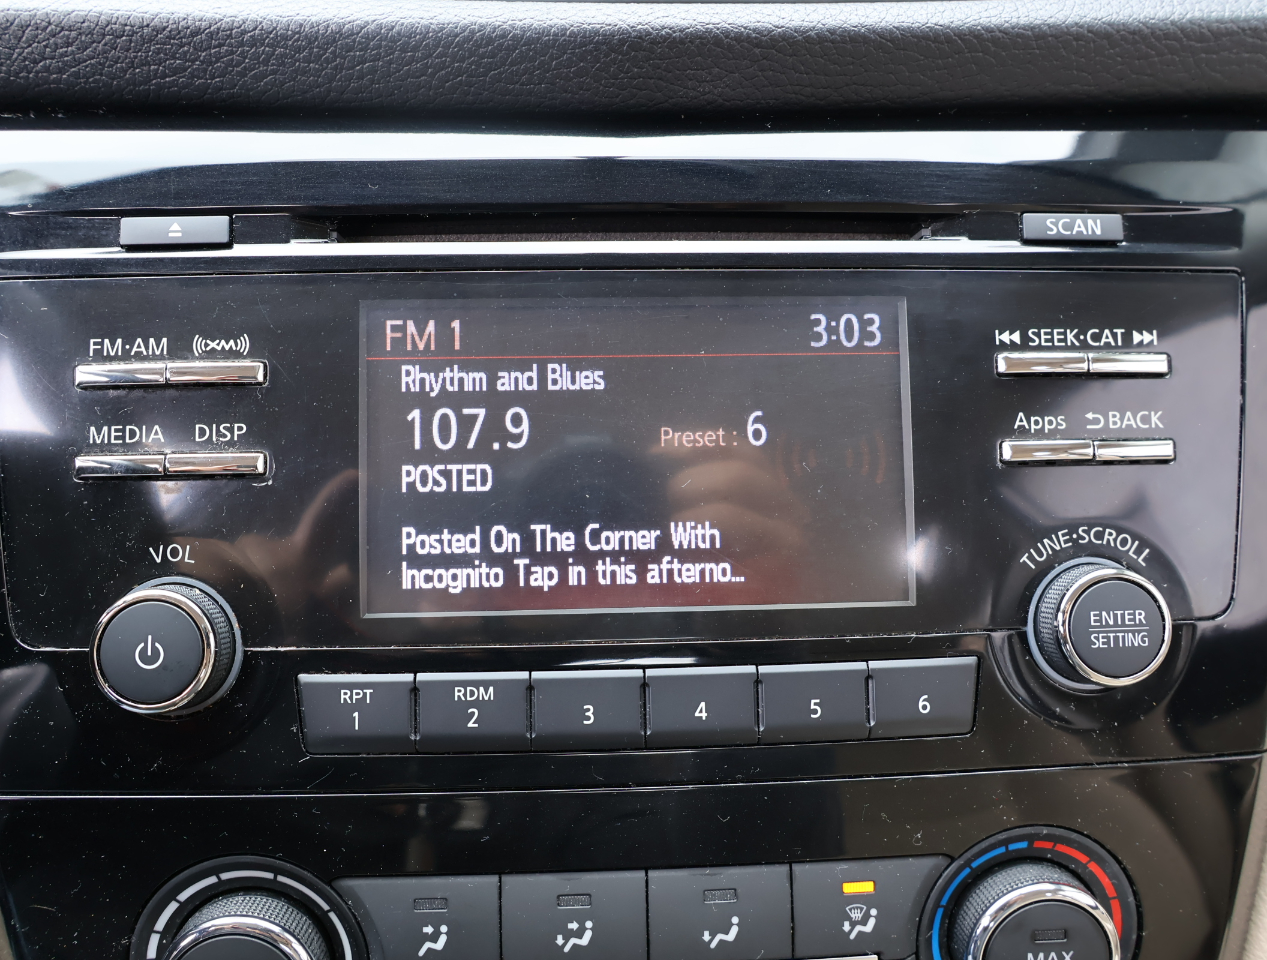 SCAN
FM·AM
XM
MEDIA
DISP
VOL
FM 1
3:03
Rhythm and Blues
107.9
Preset : 6
POSTED
Posted On The Corner With
Incognito Tap in this afterno...
SEEK·CAT
Apps
BACK
TUNE·SCROLL
ENTER
SETTING
RPT
1
RDM
2
3
4
5
6
MAX